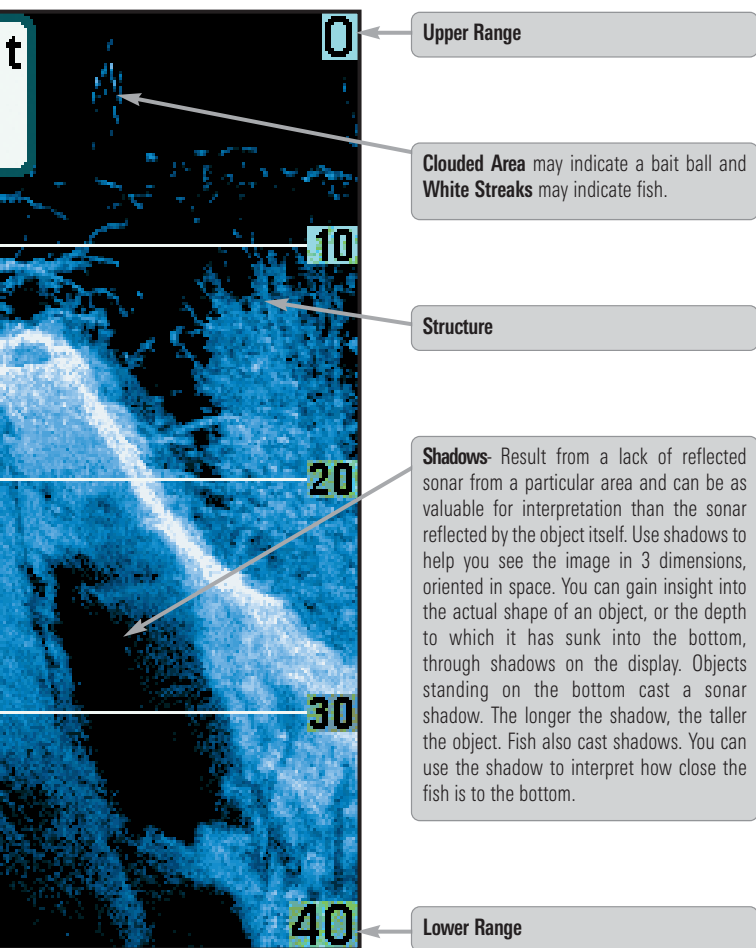 t
0
Upper Range
Clouded Area may indicate a bait ball and
White Streaks may indicate fish.
10
Structure
Shadows- Result from a lack of reflected
sonar from a particular area and can be as
valuable for interpretation than the sonar
reflected by the object itself. Use shadows to
help you see the image in 3 dimensions,
oriented in space. You can gain insight into
the actual shape of an object, or the depth
to which it has sunk into the bottom,
through shadows on the display. Objects
standing on the bottom cast a sonar
shadow. The longer the shadow, the taller
the object. Fish also cast shadows. You can
use the shadow to interpret how close the
fish is to the bottom.
20
30
40
Lower Range